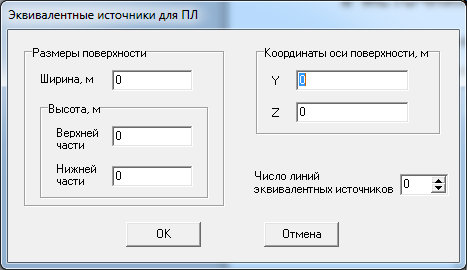 Эквивалентные источники для ПЛ
Размеры поверхности
Ширина, м 0
Высота, м
Верхней части 0
Нижней части 0
Координаты оси поверхности, м
Y 0
Z 0
Число линий
эквивалентных источников 0
OK
Отмена